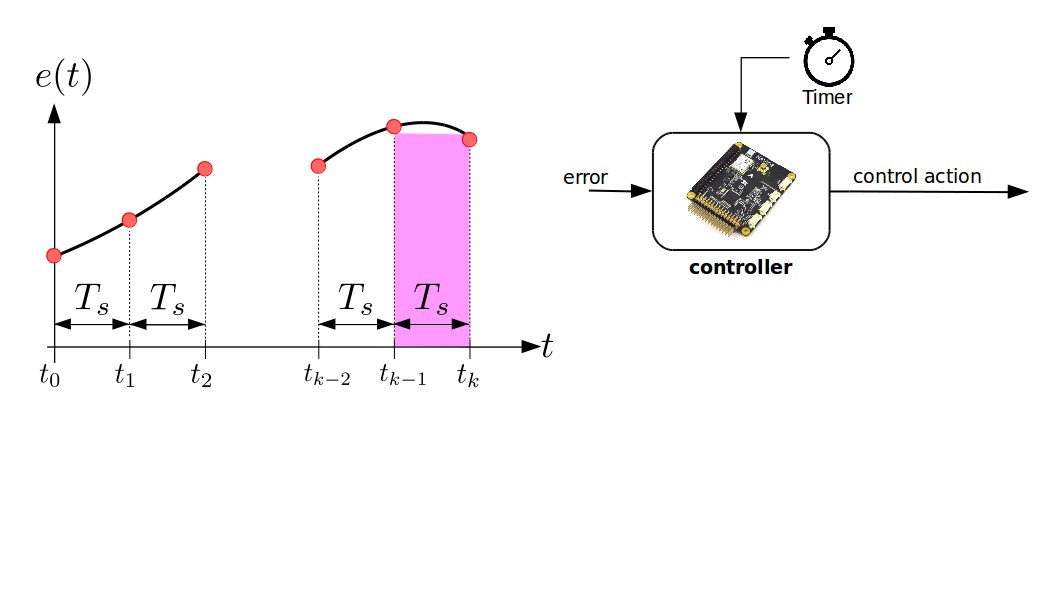 e(t)
T_s T_s T_s T_s
t
t_0 t_1 t_2 t_{k-2} t_{k-1} t_k
Timer
error
control action
controller